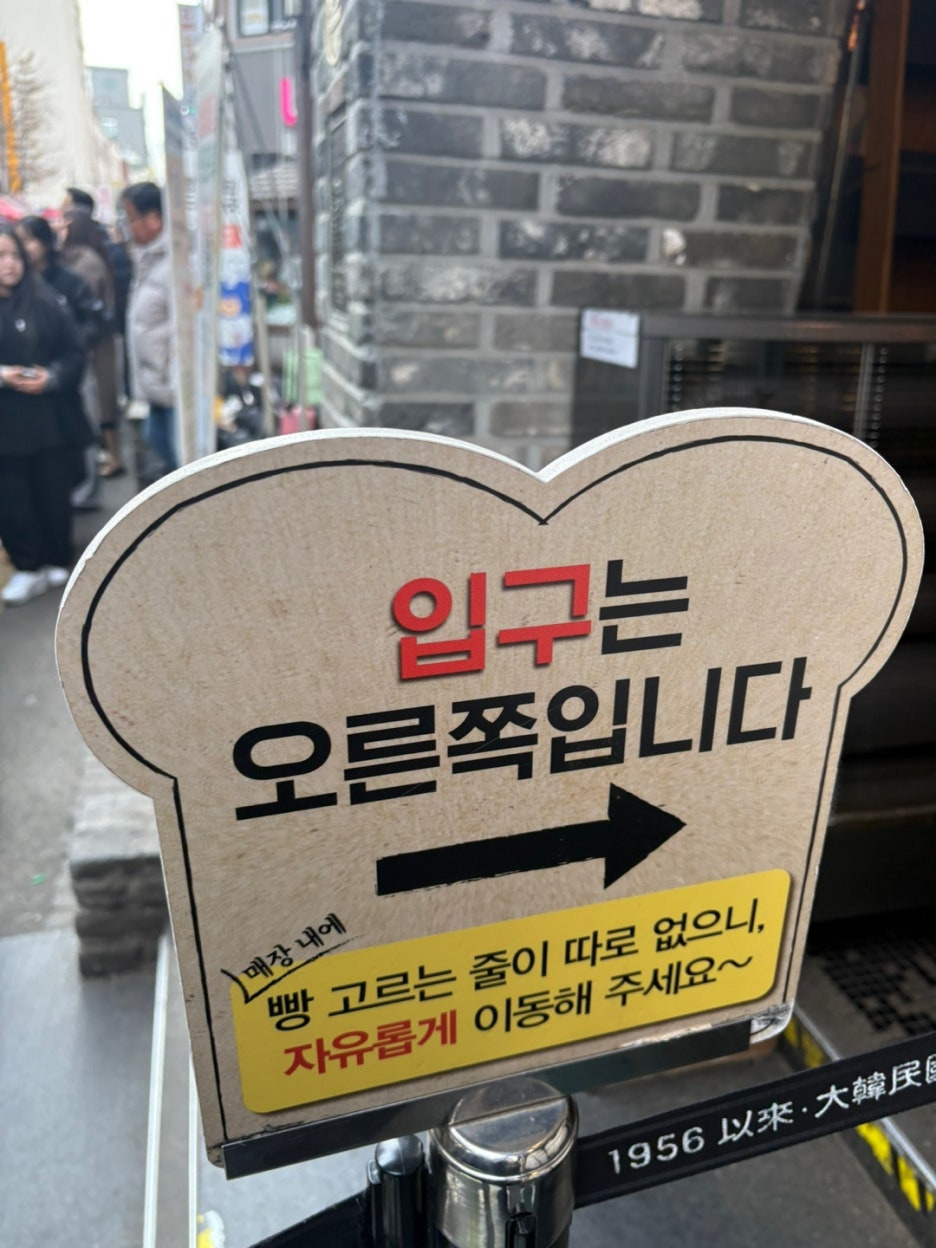 입구는
오른쪽입니다
매장 내에
빵 고르는 줄이 따로 없으니,
자유롭게 이동해 주세요~
1956 以來·大韓民國